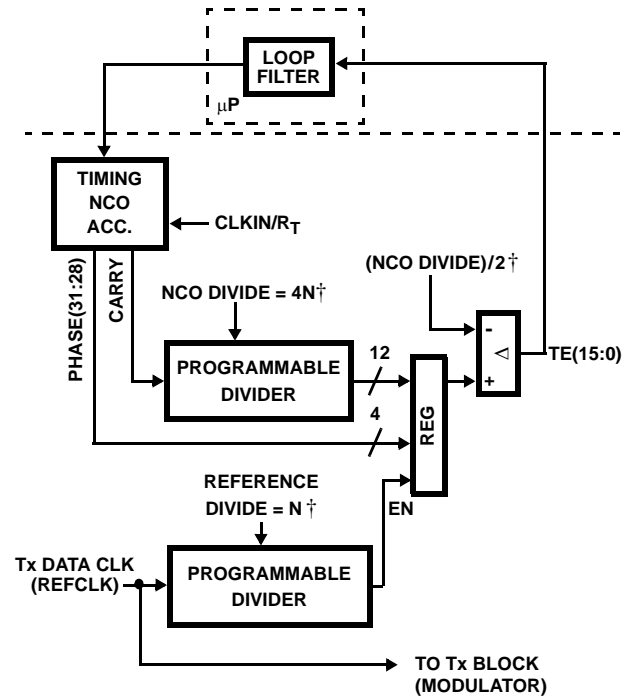 LOOP
FILTER
μP
TIMING
NCO
ACC.
CLKIN/RT
PHASE(31:28)
CARRY
NCO DIVIDE = 4N†
(NCO DIVIDE)/2†
PROGRAMMABLE
DIVIDER
12
4
REG
-
+
Δ
TE(15:0)
REFERENCE
DIVIDE = N†
EN
Tx DATA CLK
(REFCLK)
PROGRAMMABLE
DIVIDER
TO Tx BLOCK
(MODULATOR)